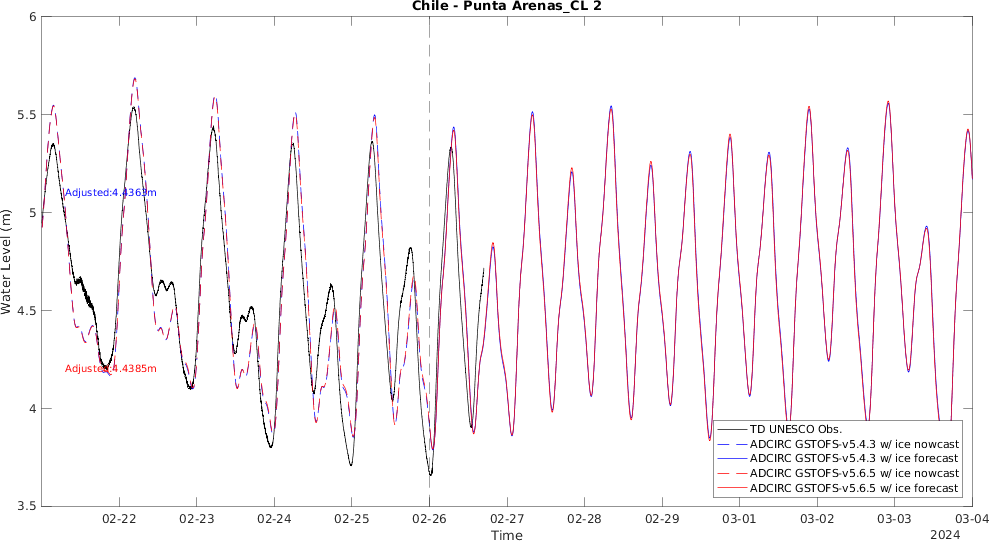 Chile - Punta Arenas_CL 2
Water Level (m)
6
5.5
5
4.5
4
3.5
Adjusted:4.4363m
Adjusted:4.4385m
TD UNESCO Obs.
ADCIRC GSTOFS-v5.4.3 w/ ice nowcast
ADCIRC GSTOFS-v5.4.3 w/ ice forecast
ADCIRC GSTOFS-v5.6.5 w/ ice nowcast
ADCIRC GSTOFS-v5.6.5 w/ ice forecast
02-22 02-23 02-24 02-25 02-26 02-27 02-28 02-29 03-01 03-02 03-03 03-04
Time
2024